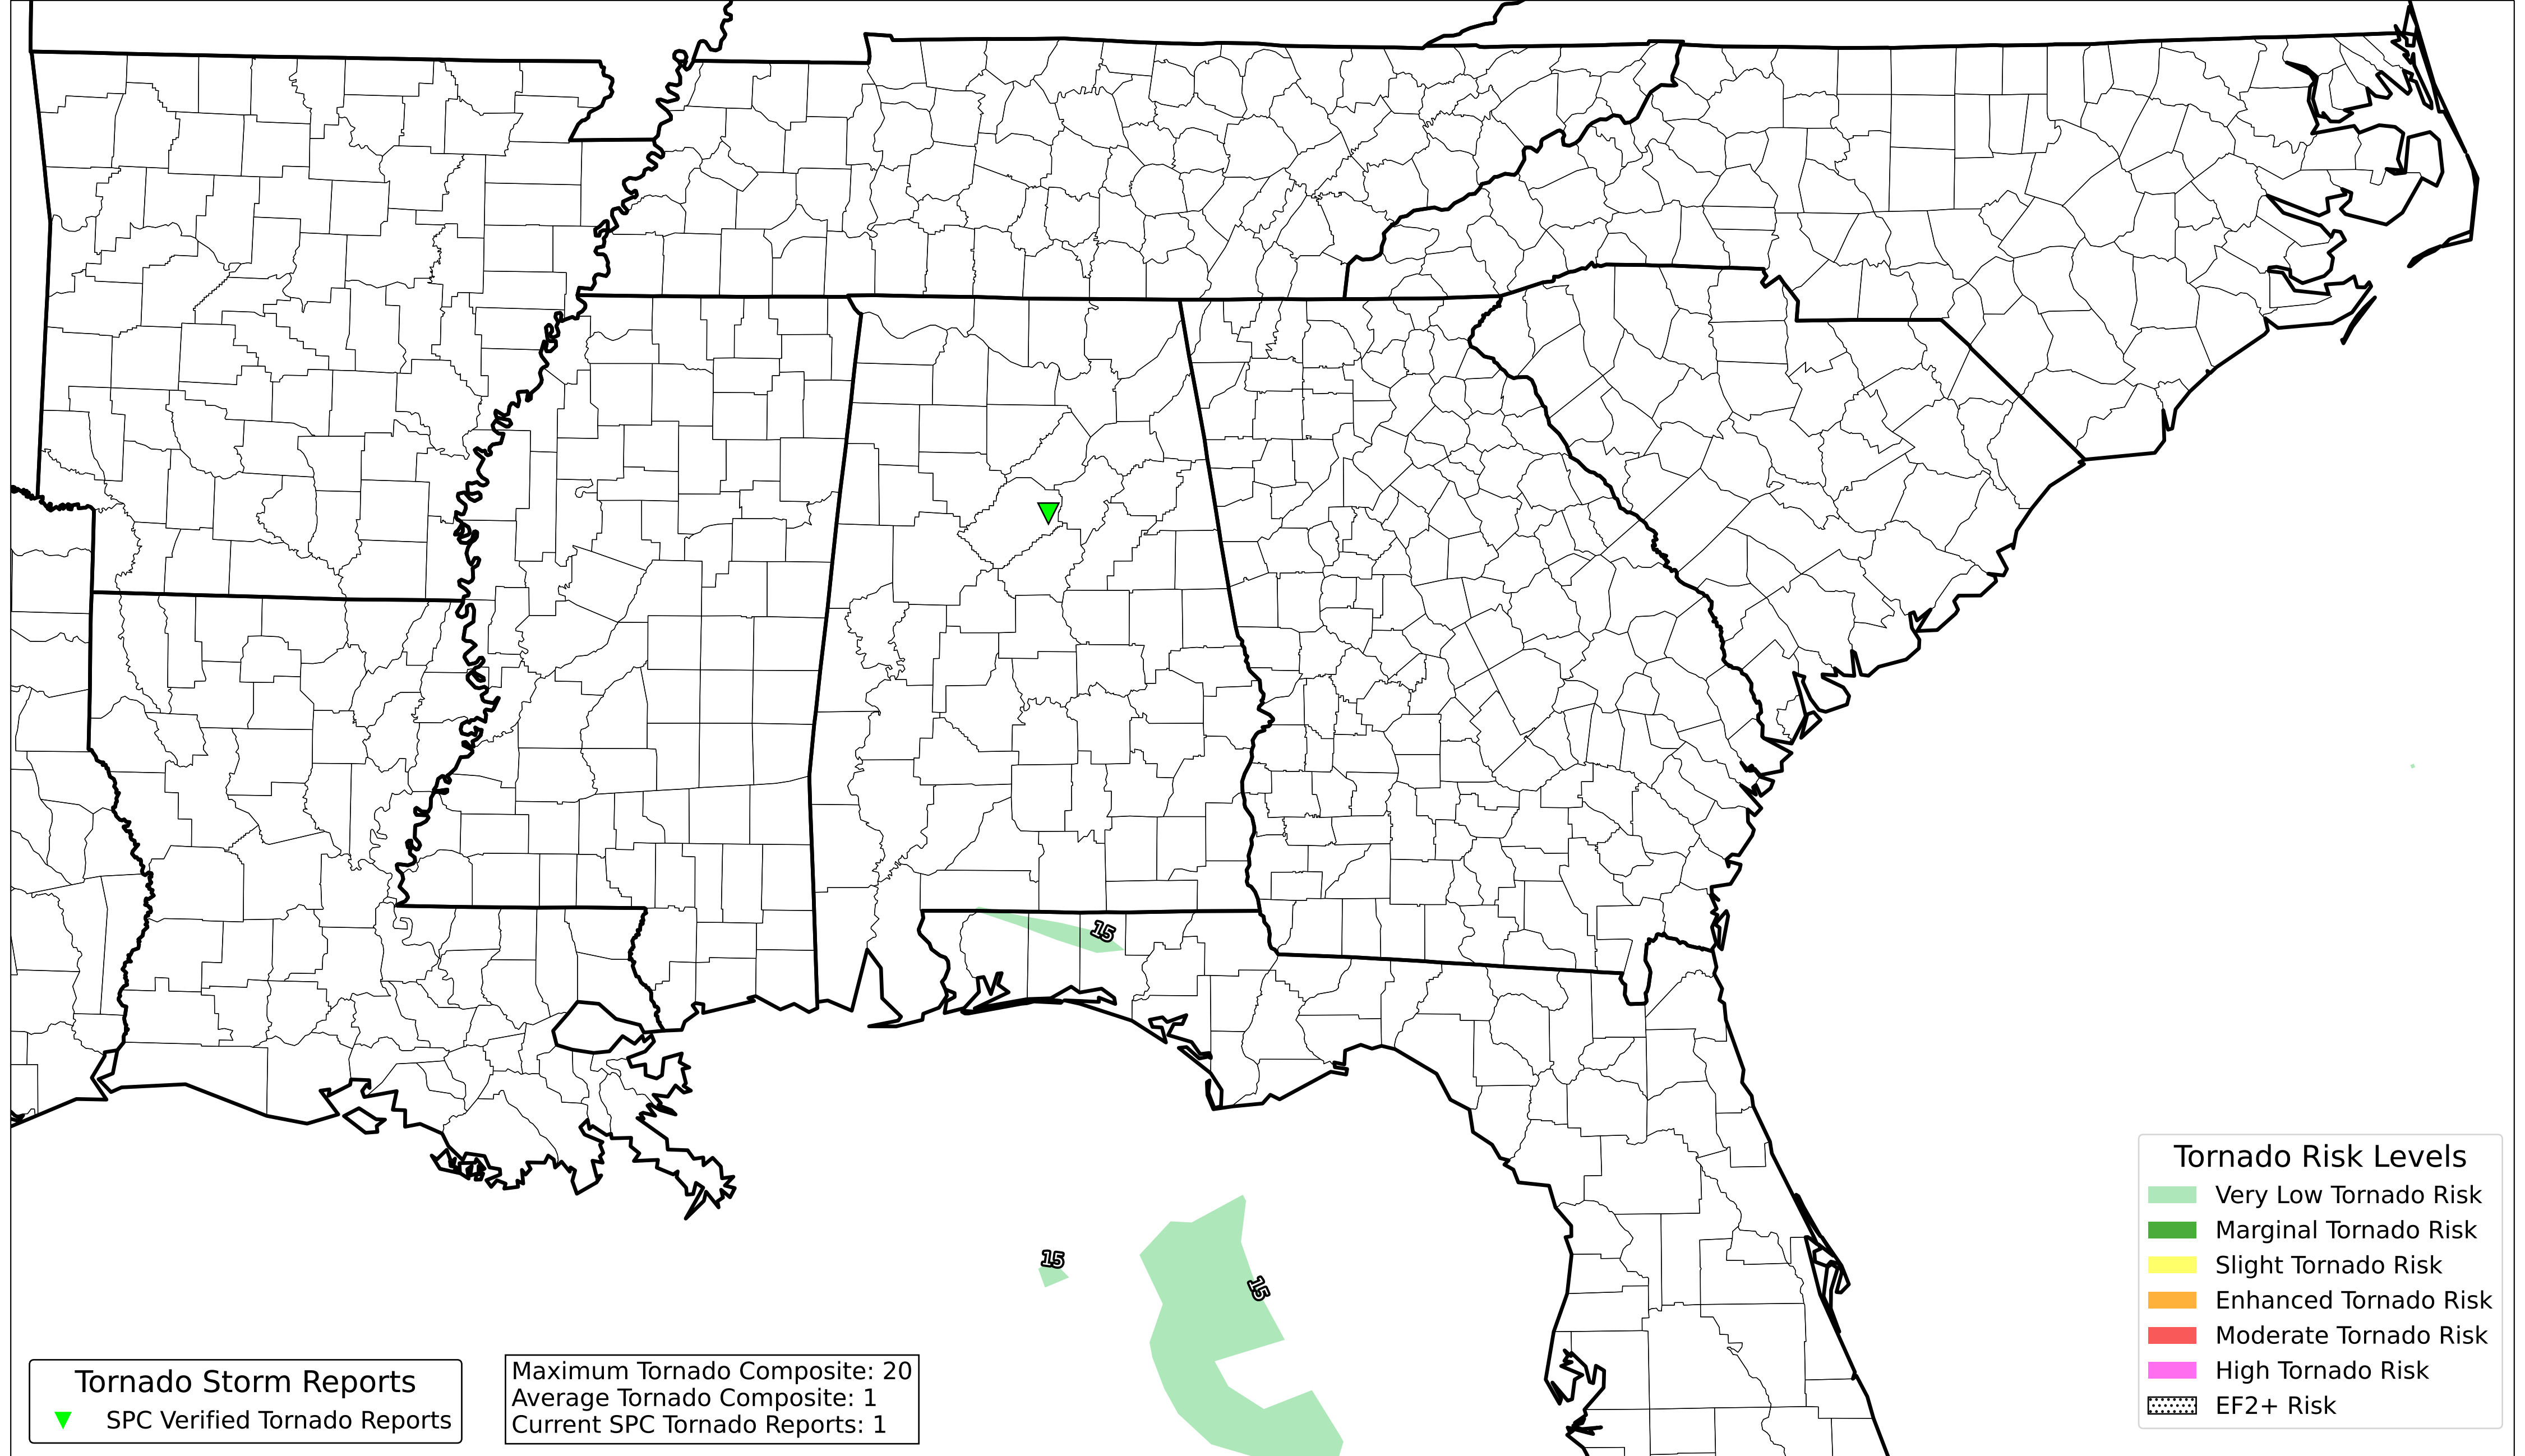 15
15
15
Tornado Storm Reports
SPC Verified Tornado Reports
Maximum Tornado Composite: 20
Average Tornado Composite: 1
Current SPC Tornado Reports: 1
Tornado Risk Levels
Very Low Tornado Risk
Marginal Tornado Risk
Slight Tornado Risk
Enhanced Tornado Risk
Moderate Tornado Risk
High Tornado Risk
EF2+ Risk